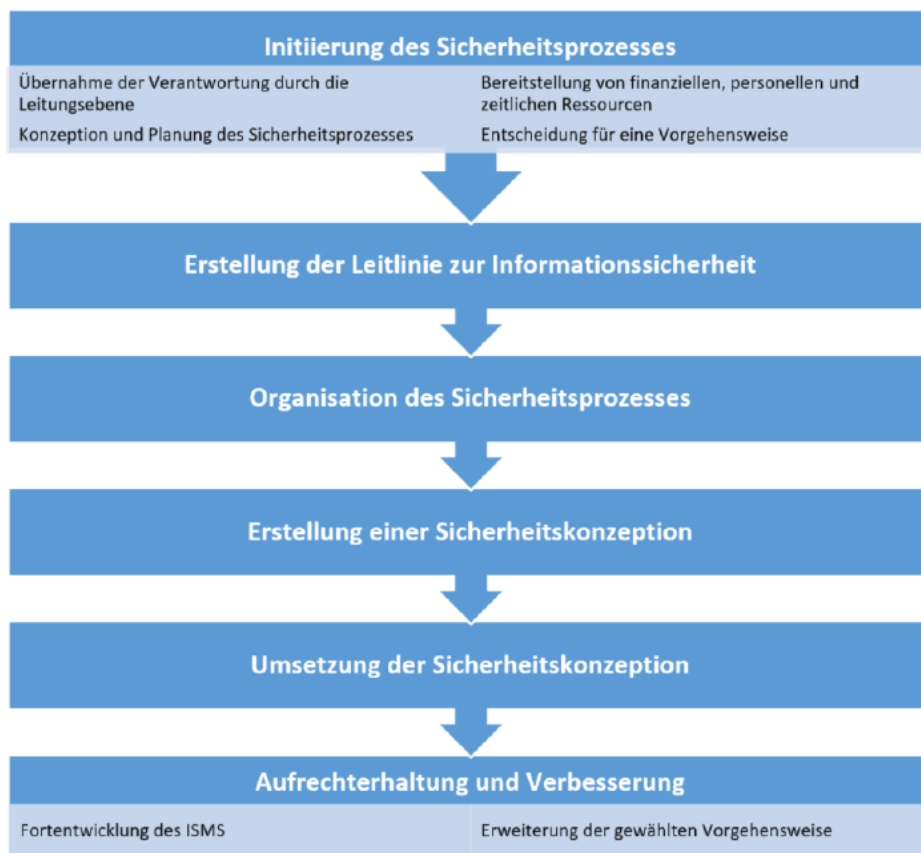 Initiierung des Sicherheitsprozesses
Übernahme der Verantwortung durch die
Leitungsebene
Konzeption und Planung des Sicherheitsprozesses
Bereitstellung von finanziellen, personellen und
zeitlichen Ressourcen
Entscheidung für eine Vorgehensweise
Erstellung der Leitlinie zur Informationssicherheit
Organisation des Sicherheitsprozesses
Erstellung einer Sicherheitskonzeption
Umsetzung der Sicherheitskonzeption
Aufrechterhaltung und Verbesserung
Fortentwicklung des ISMS
Erweiterung der gewählten Vorgehensweise